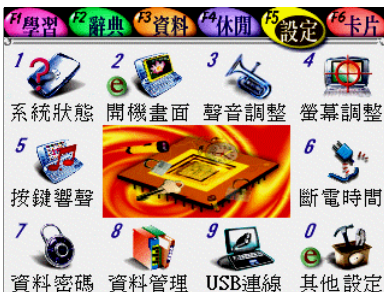 F1學習 F2辭典 F3資料 F4休閒 F5設定 F6卡片
1 2 e 3 4
系統狀態 開機畫面 聲音調整 螢幕調整
5 6
按鍵響聲 斷電時間
7 8 9 0 e
資料密碼 資料管理 USB連線 其他設定